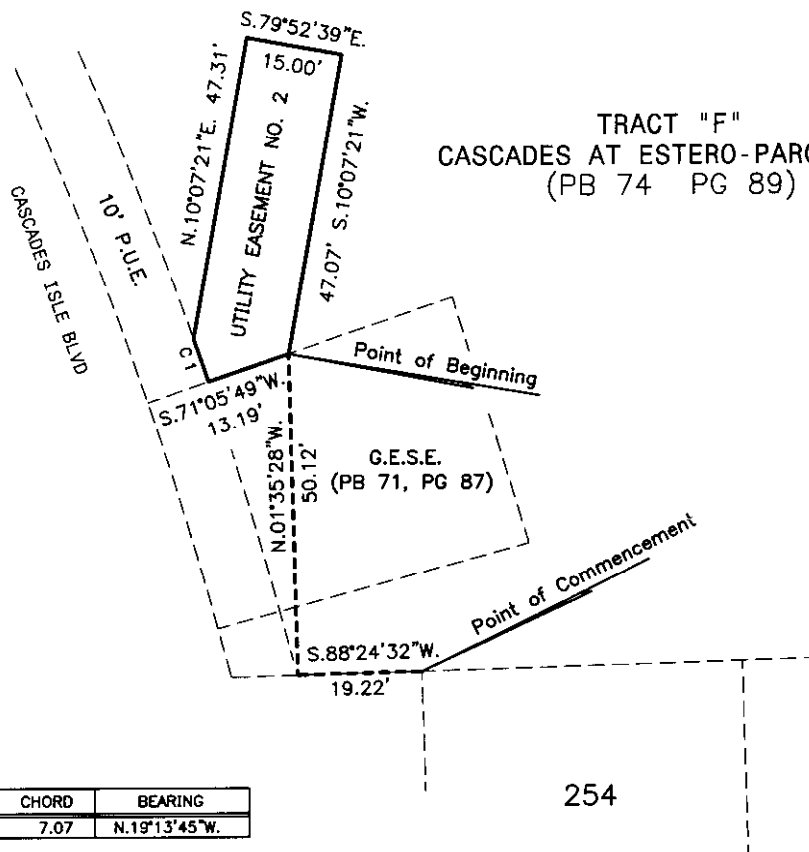 S.79°52'39"E.
15.00'
N.10°07'21"E. 47.31'
UTILITY EASEMENT NO. 2
47.07' S.10°07'21"W.
TRACT "F"
CASCADES AT ESTERO-PARC
(PB 74 PG 89)
10' P.U.E.
CASCADES ISLE BLVD
C1
S.71°05'49"W.
13.19'
Point of Beginning
N.01°35'28"W.
50.12'
G.E.S.E.
(PB 71, PG 87)
Point of Commencement
S.88°24'32"W.
19.22'
254
CHORD BEARING
7.07 N.19°13'45"W.